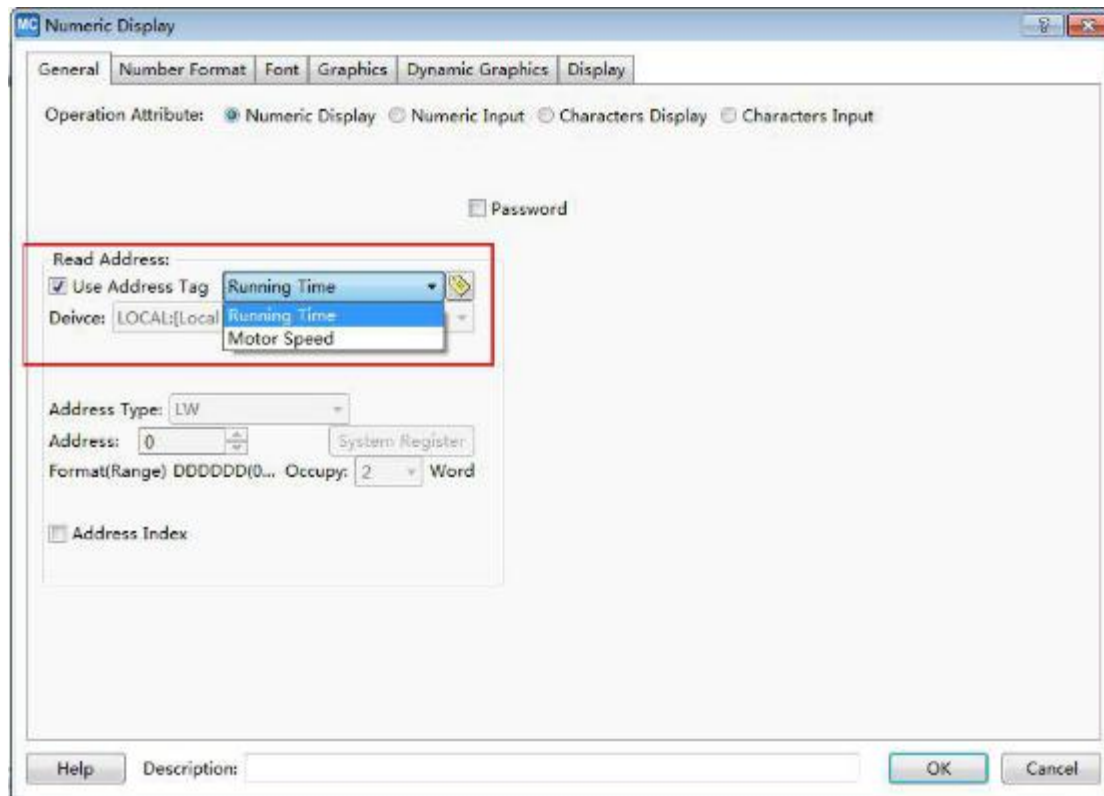 MC Numeric Display
General Number Format Font Graphics Dynamic Graphics Display
Operation Attribute: Numeric Display Numeric Input Characters Display Characters Input
Password
Read Address:
Use Address Tag Running Time
Deivce: LOCAL:[Local
Running Time
Motor Speed
Address Type: LW
Address: 0 System Register
Format(Range) DDDDDD(0... Occupy: 2 Word
Address Index
Help Description: OK Cancel